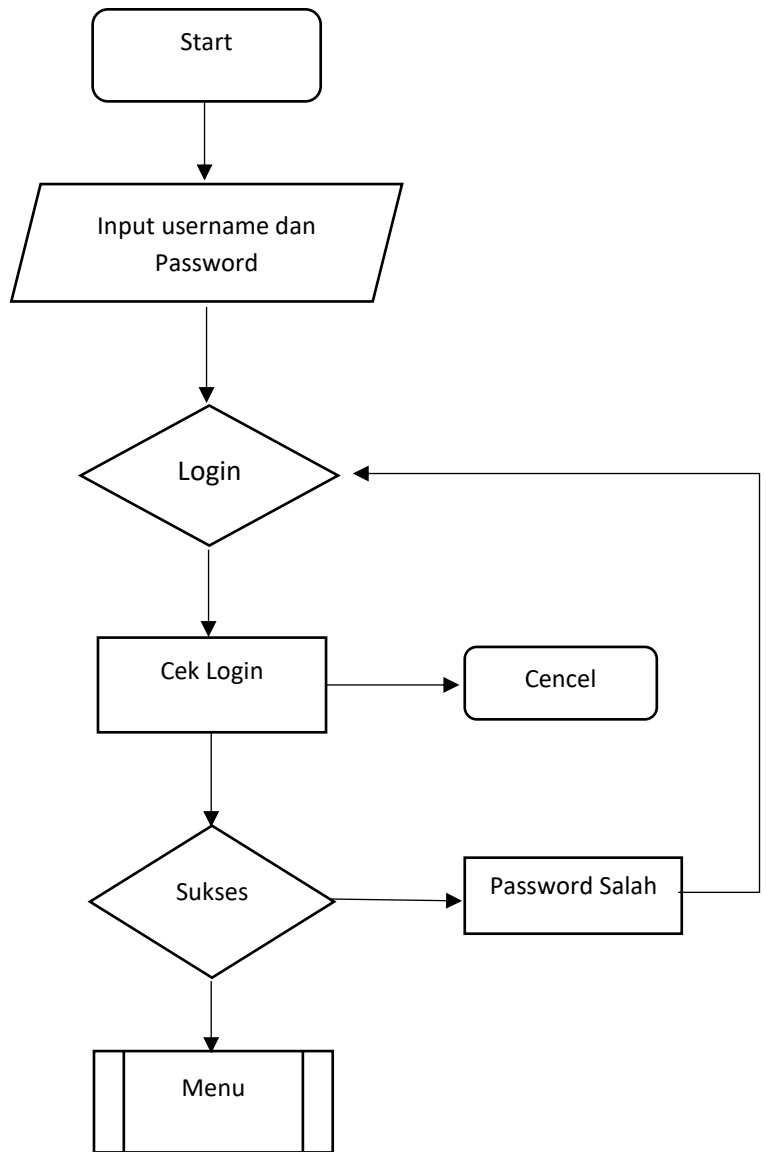 Start
Input username dan
Password
Login
Cek Login
Cencel
Sukses
Password Salah
Menu